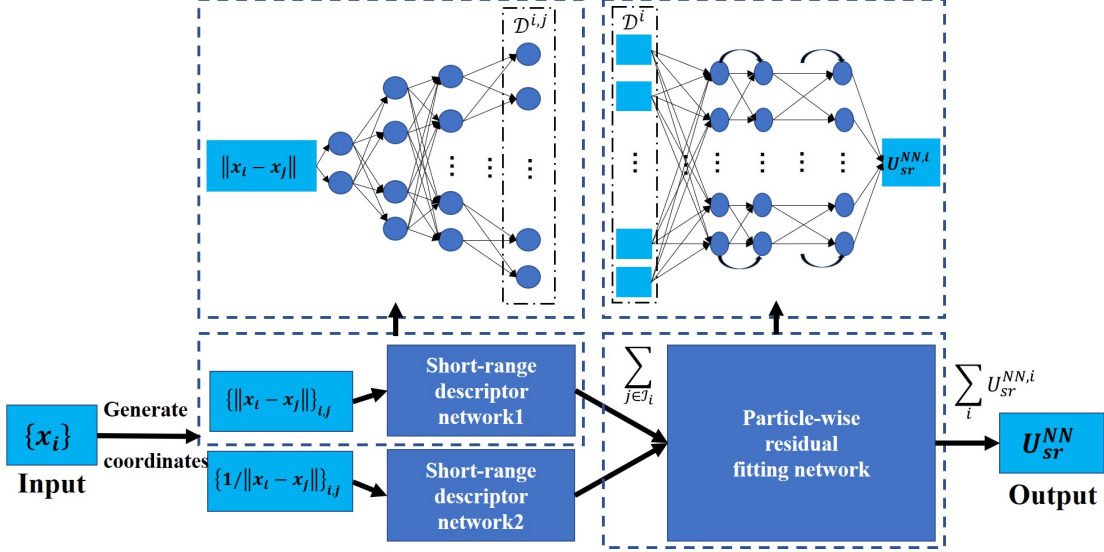 𝒟^{i,j}
𝒟^i
‖x_i − x_j‖
⋮ ⋮ ⋮
⋮ ⋮ ⋮ ⋯ ⋮ ⋮
U_{sr}^{NN,i}
{x_i}
Input
Generate
coordinates
{‖x_i − x_j‖}_{i,j}
Short-range
descriptor
network1
{1/‖x_i − x_j‖}_{i,j}
Short-range
descriptor
network2
∑_{j∈ℐ_i}
Particle-wise
residual
fitting network
∑_i U_{sr}^{NN,i}
U_{sr}^{NN}
Output